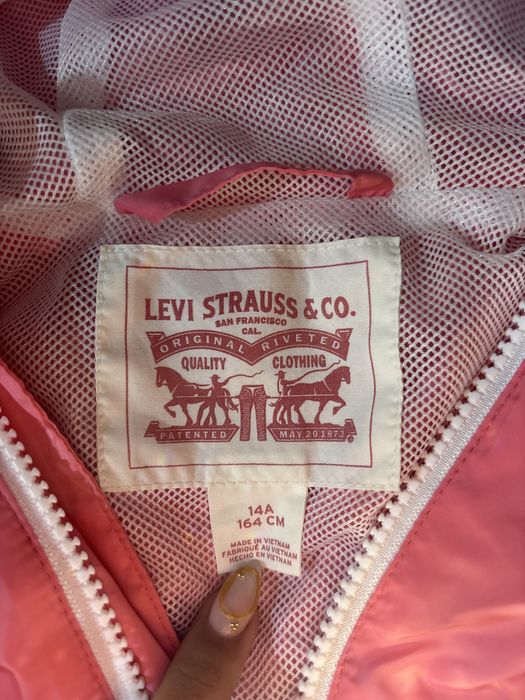 LEVI STRAUSS & CO.
SAN FRANCISCO
CAL.
ORIGINAL RIVETED
QUALITY CLOTHING
PATENTED MAY 20 1873
14A
164 CM
MADE IN VIETNAM
FABRIQUÉ AU VIETNAM
HECHO EN VIETNAM